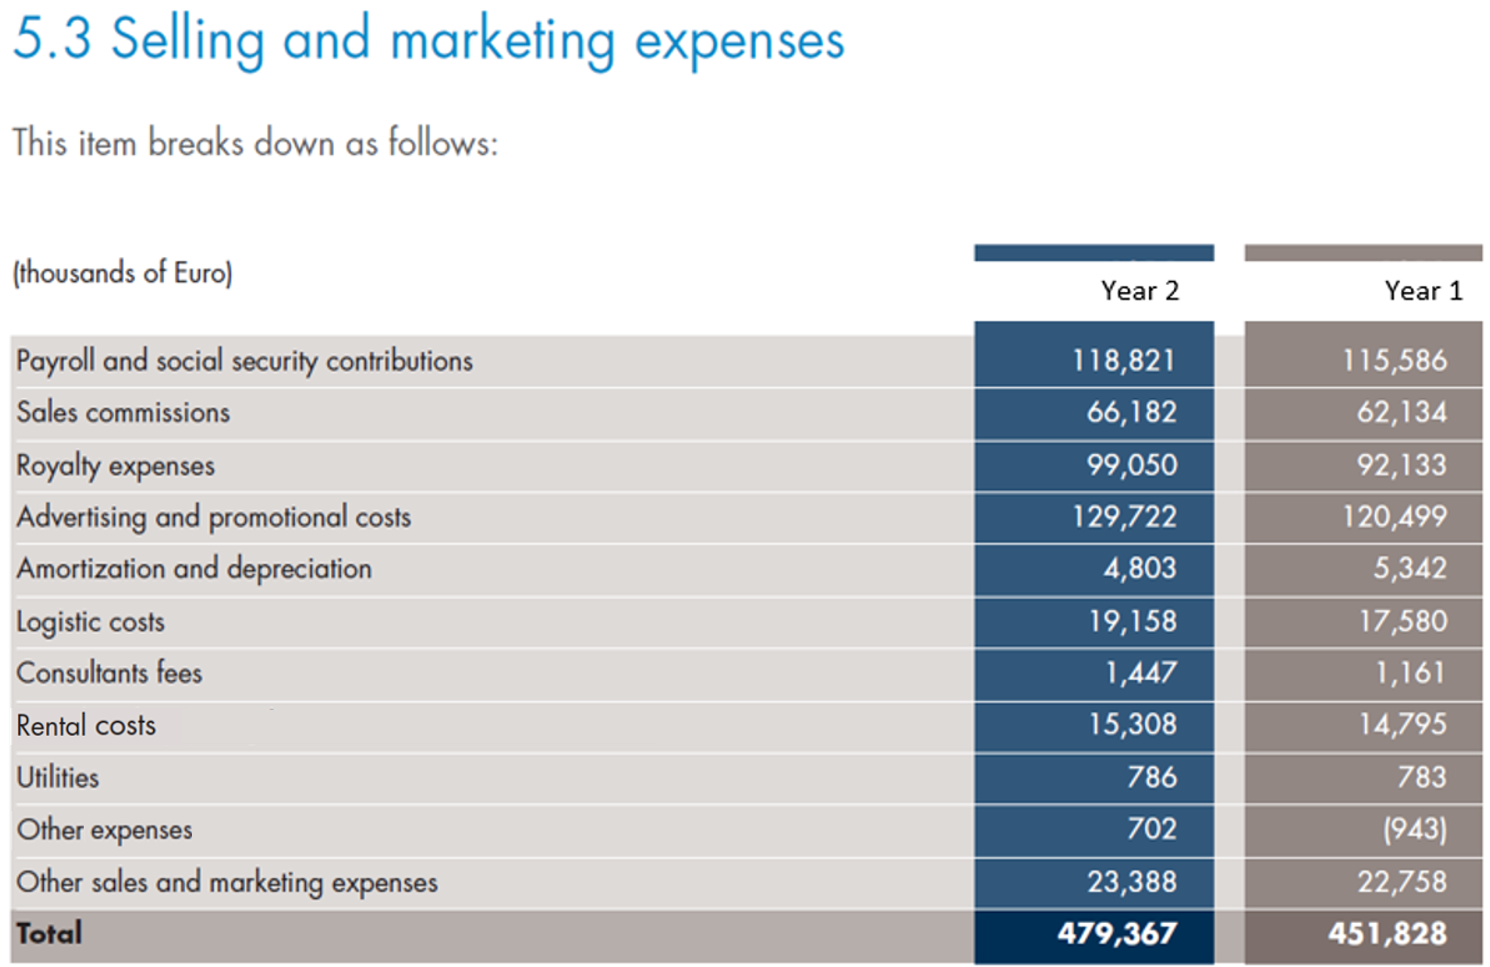 5.3 Selling and marketing expenses
This item breaks down as follows:
(thousands of Euro)
Year 2 Year 1
Payroll and social security contributions 118,821 115,586
Sales commissions 66,182 62,134
Royalty expenses 99,050 92,133
Advertising and promotional costs 129,722 120,499
Amortization and depreciation 4,803 5,342
Logistic costs 19,158 17,580
Consultants fees 1,447 1,161
Rental costs 15,308 14,795
Utilities 786 783
Other expenses 702 (943)
Other sales and marketing expenses 23,388 22,758
Total 479,367 451,828